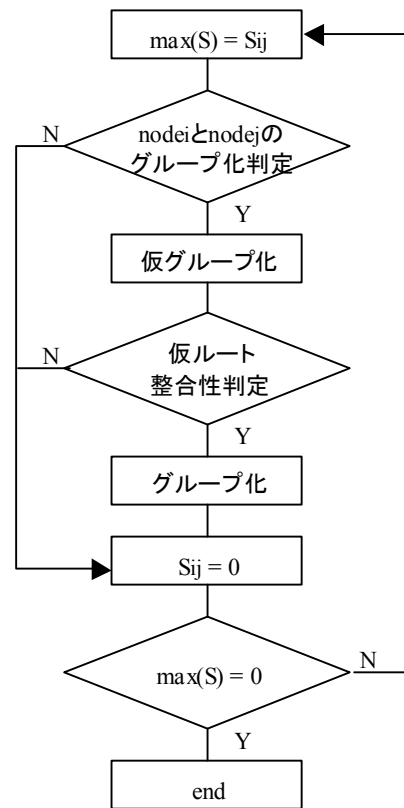 max(S) = Sij
N
nodeiとnodejの
グループ化判定
Y
仮グループ化
N
仮ルート
整合性判定
Y
グループ化
Sij = 0
max(S) = 0
N
Y
end